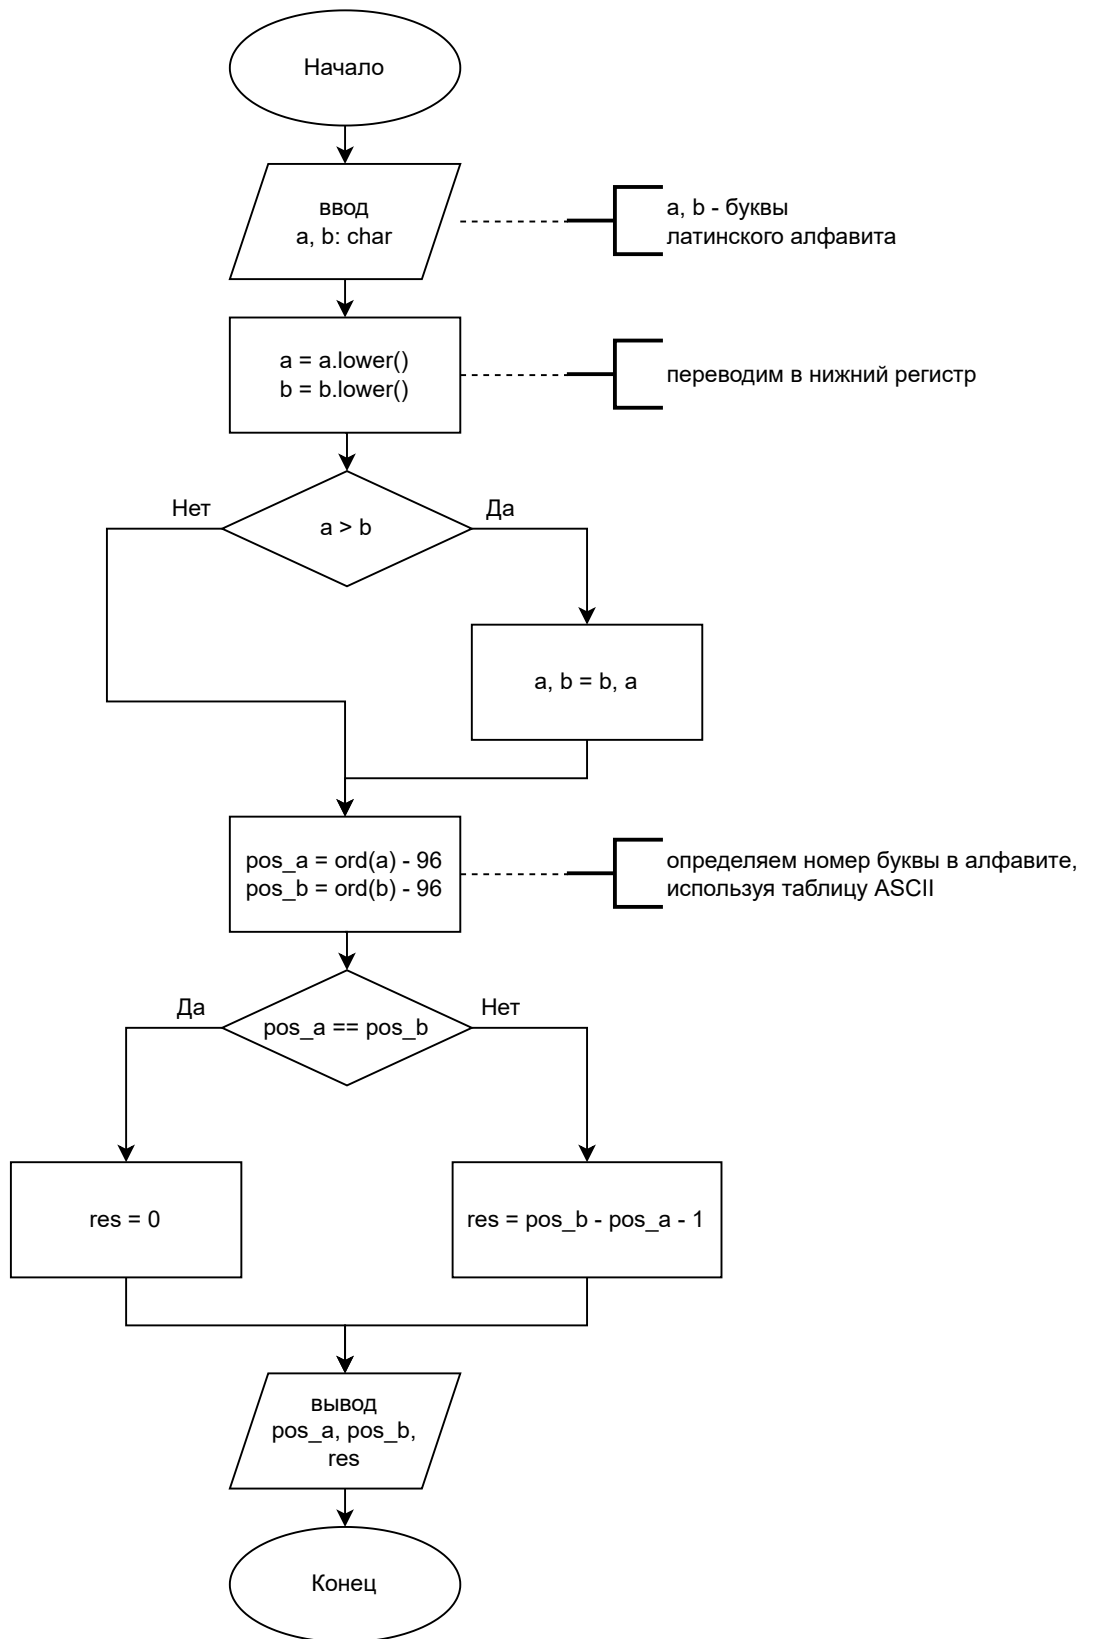 Начало
ввод
a, b: char
a, b - буквы
латинского алфавита
a = a.lower()
b = b.lower()
переводим в нижний регистр
Нет
Да
a > b
a, b = b, a
pos_a = ord(a) - 96
pos_b = ord(b) - 96
определяем номер буквы в алфавите,
используя таблицу ASCII
Да
Нет
pos_a == pos_b
res = 0
res = pos_b - pos_a - 1
вывод
pos_a, pos_b,
res
Конец